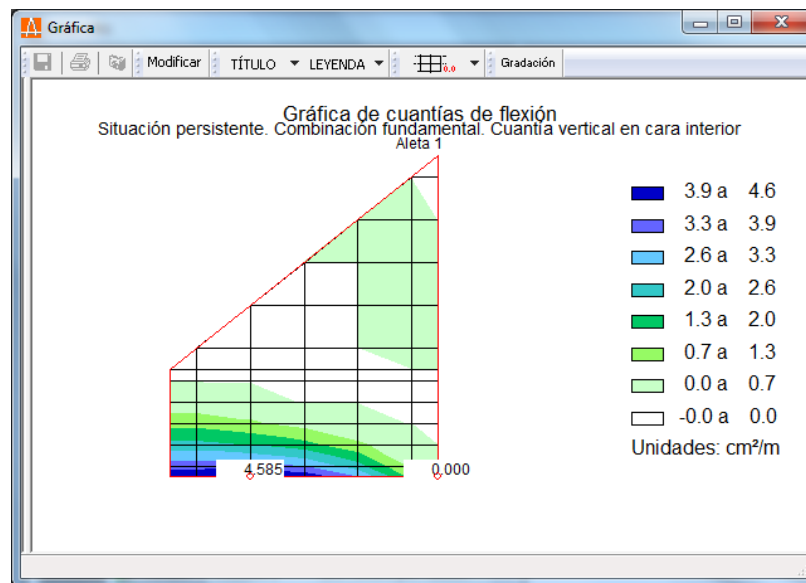 Gráfica
Modificar TÍTULO LEYENDA 0.0 Gradación
Gráfica de cuantías de flexión
Situación persistente. Combinación fundamental. Cuantía vertical en cara interior
Aleta 1
3.9 a 4.6
3.3 a 3.9
2.6 a 3.3
2.0 a 2.6
1.3 a 2.0
0.7 a 1.3
0.0 a 0.7
-0.0 a 0.0
Unidades: cm²/m
4.585 0.000